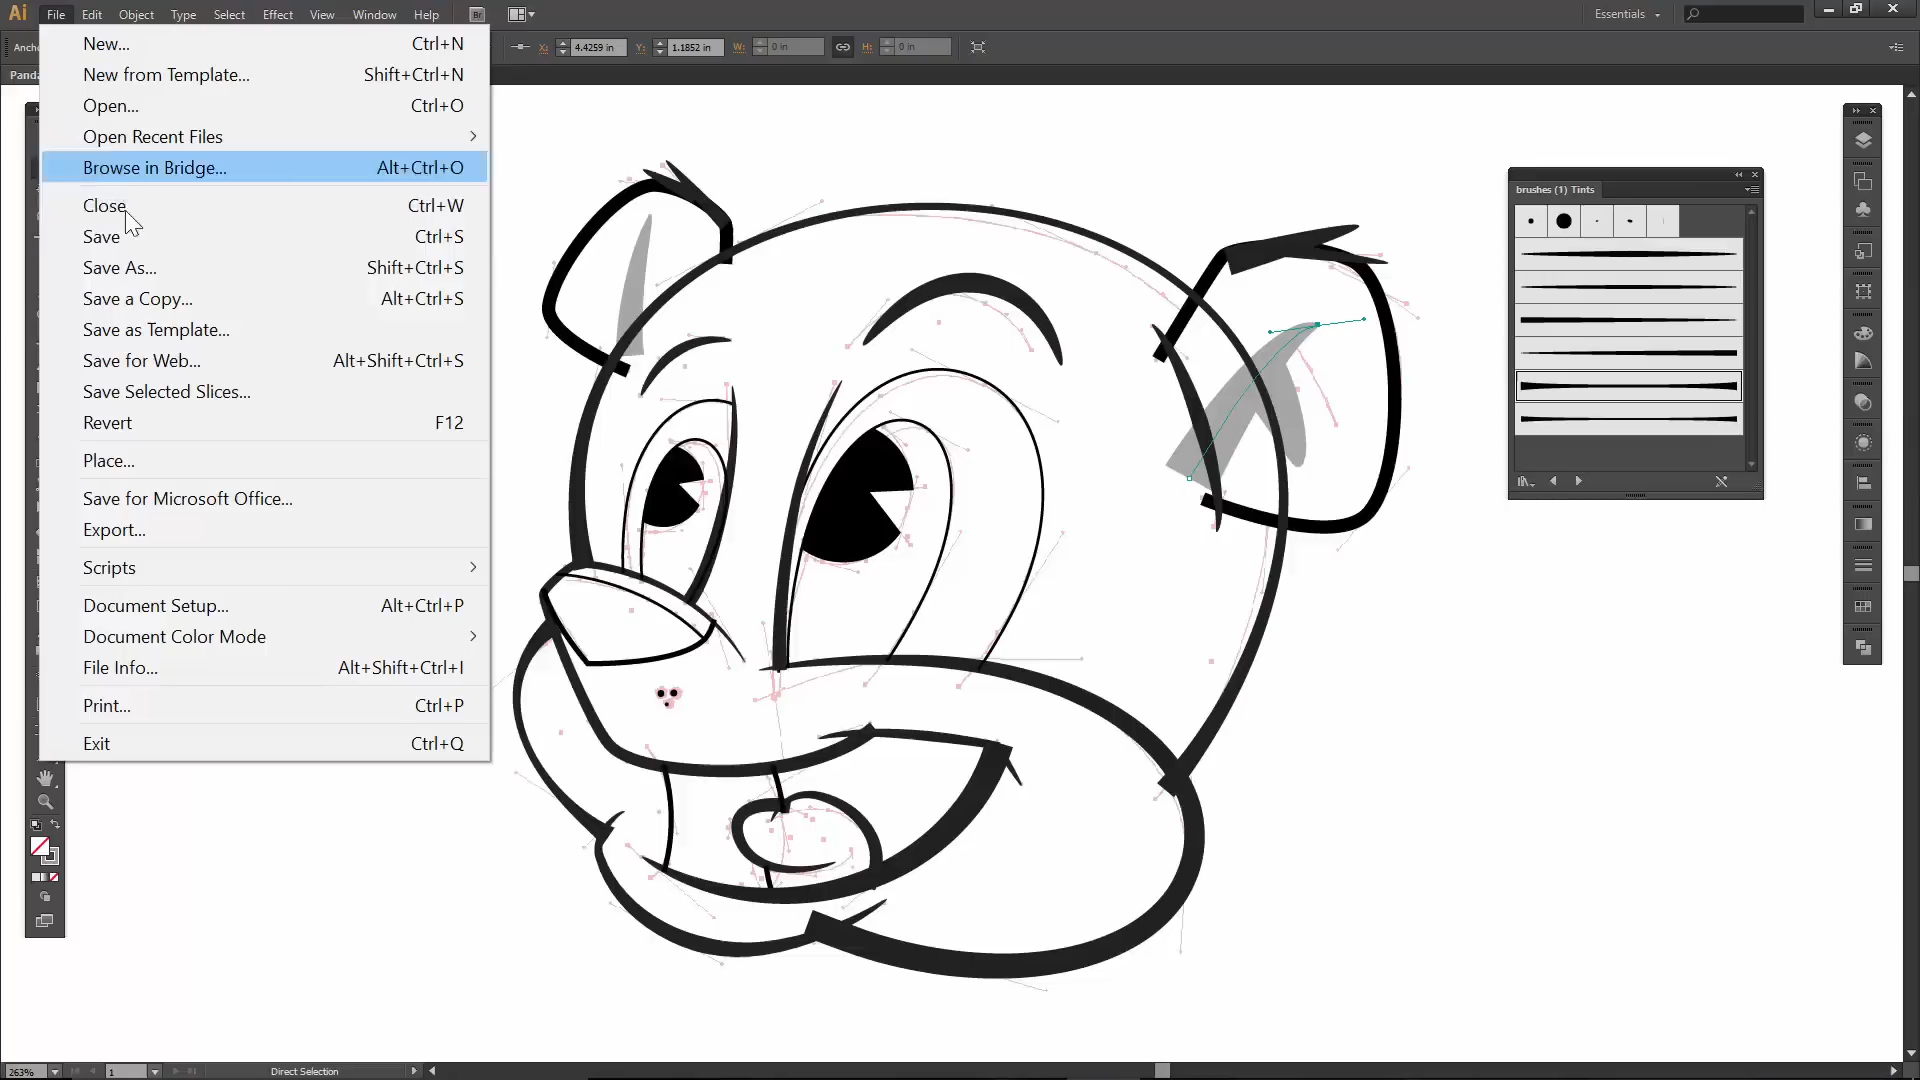 Ai File Edit Object Type Select Effect View Window Help Br Essentials
Ancho X: 4.4259 in Y: 1.1852 in W: 0 in H: 0 in
Panda
New... Ctrl+N
New from Template... Shift+Ctrl+N
Open... Ctrl+O
Open Recent Files
Browse in Bridge... Alt+Ctrl+O
Close Ctrl+W
Save Ctrl+S
Save As... Shift+Ctrl+S
Save a Copy... Alt+Ctrl+S
Save as Template...
Save for Web... Alt+Shift+Ctrl+S
Save Selected Slices...
Revert F12
Place...
Save for Microsoft Office...
Export...
Scripts
Document Setup... Alt+Ctrl+P
Document Color Mode
File Info... Alt+Shift+Ctrl+I
Print... Ctrl+P
Exit Ctrl+Q
brushes (1) Tints
263% 1 Direct Selection